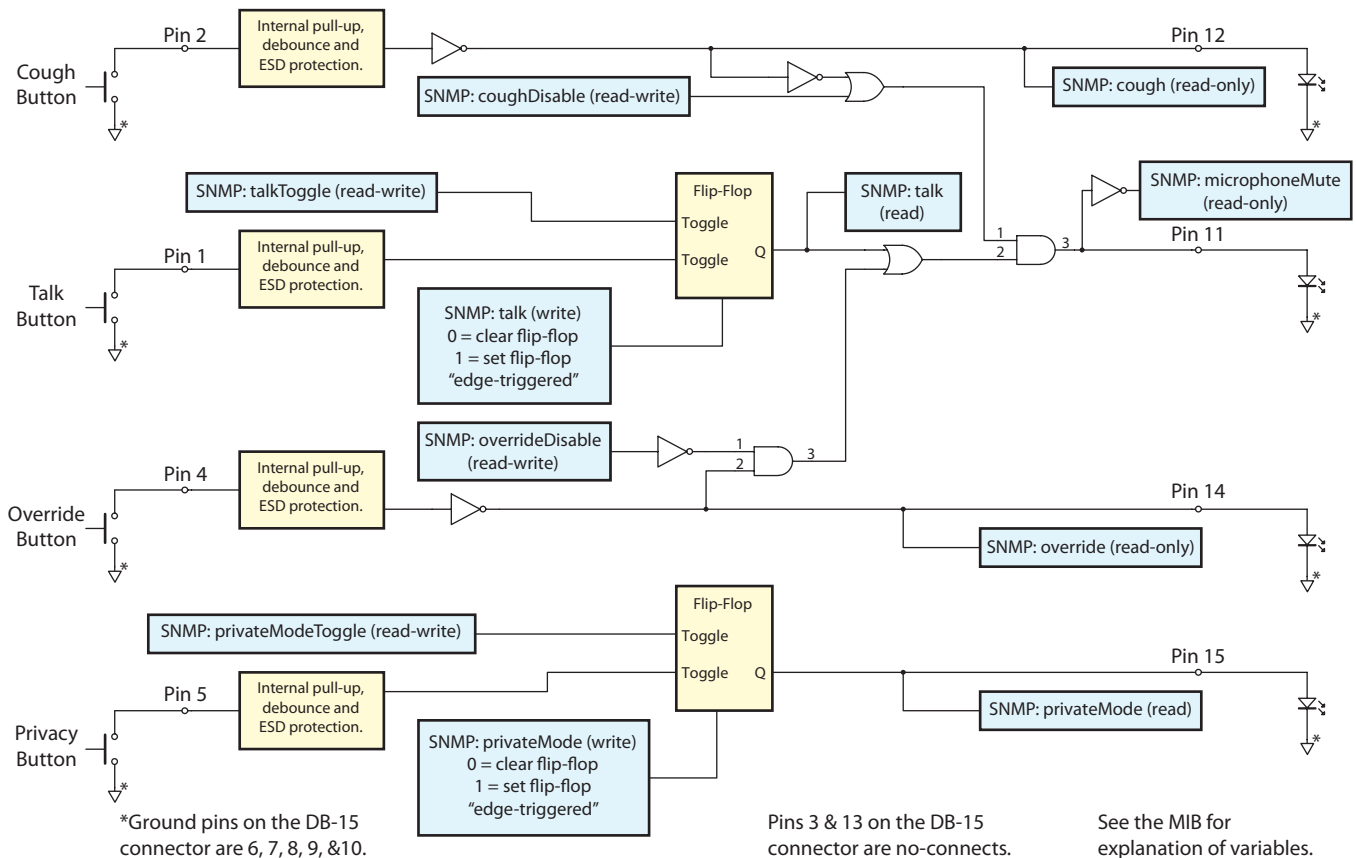 Cough
Button
Pin 2
Internal pull-up,
debounce and
ESD protection.
SNMP: coughDisable (read-write)
Pin 12
SNMP: cough (read-only)
*
*
SNMP: talkToggle (read-write)
Talk
Button
Pin 1
Internal pull-up,
debounce and
ESD protection.
*
Flip-Flop
Toggle
Toggle
Q
SNMP: talk
(read)
SNMP: talk (write)
0 = clear flip-flop
1 = set flip-flop
“edge-triggered”
1
2
3
SNMP: microphoneMute
(read-only)
Pin 11
*
SNMP: overrideDisable
(read-write)
1
2
3
Override
Button
Pin 4
Internal pull-up,
debounce and
ESD protection.
*
Pin 14
SNMP: override (read-only)
*
SNMP: privateModeToggle (read-write)
Privacy
Button
Pin 5
Internal pull-up,
debounce and
ESD protection.
*
Flip-Flop
Toggle
Toggle
Q
SNMP: privateMode (write)
0 = clear flip-flop
1 = set flip-flop
“edge-triggered”
Pin 15
SNMP: privateMode (read)
*
*Ground pins on the DB-15
connector are 6, 7, 8, 9, &10.
Pins 3 & 13 on the DB-15
connector are no-connects.
See the MIB for
explanation of variables.